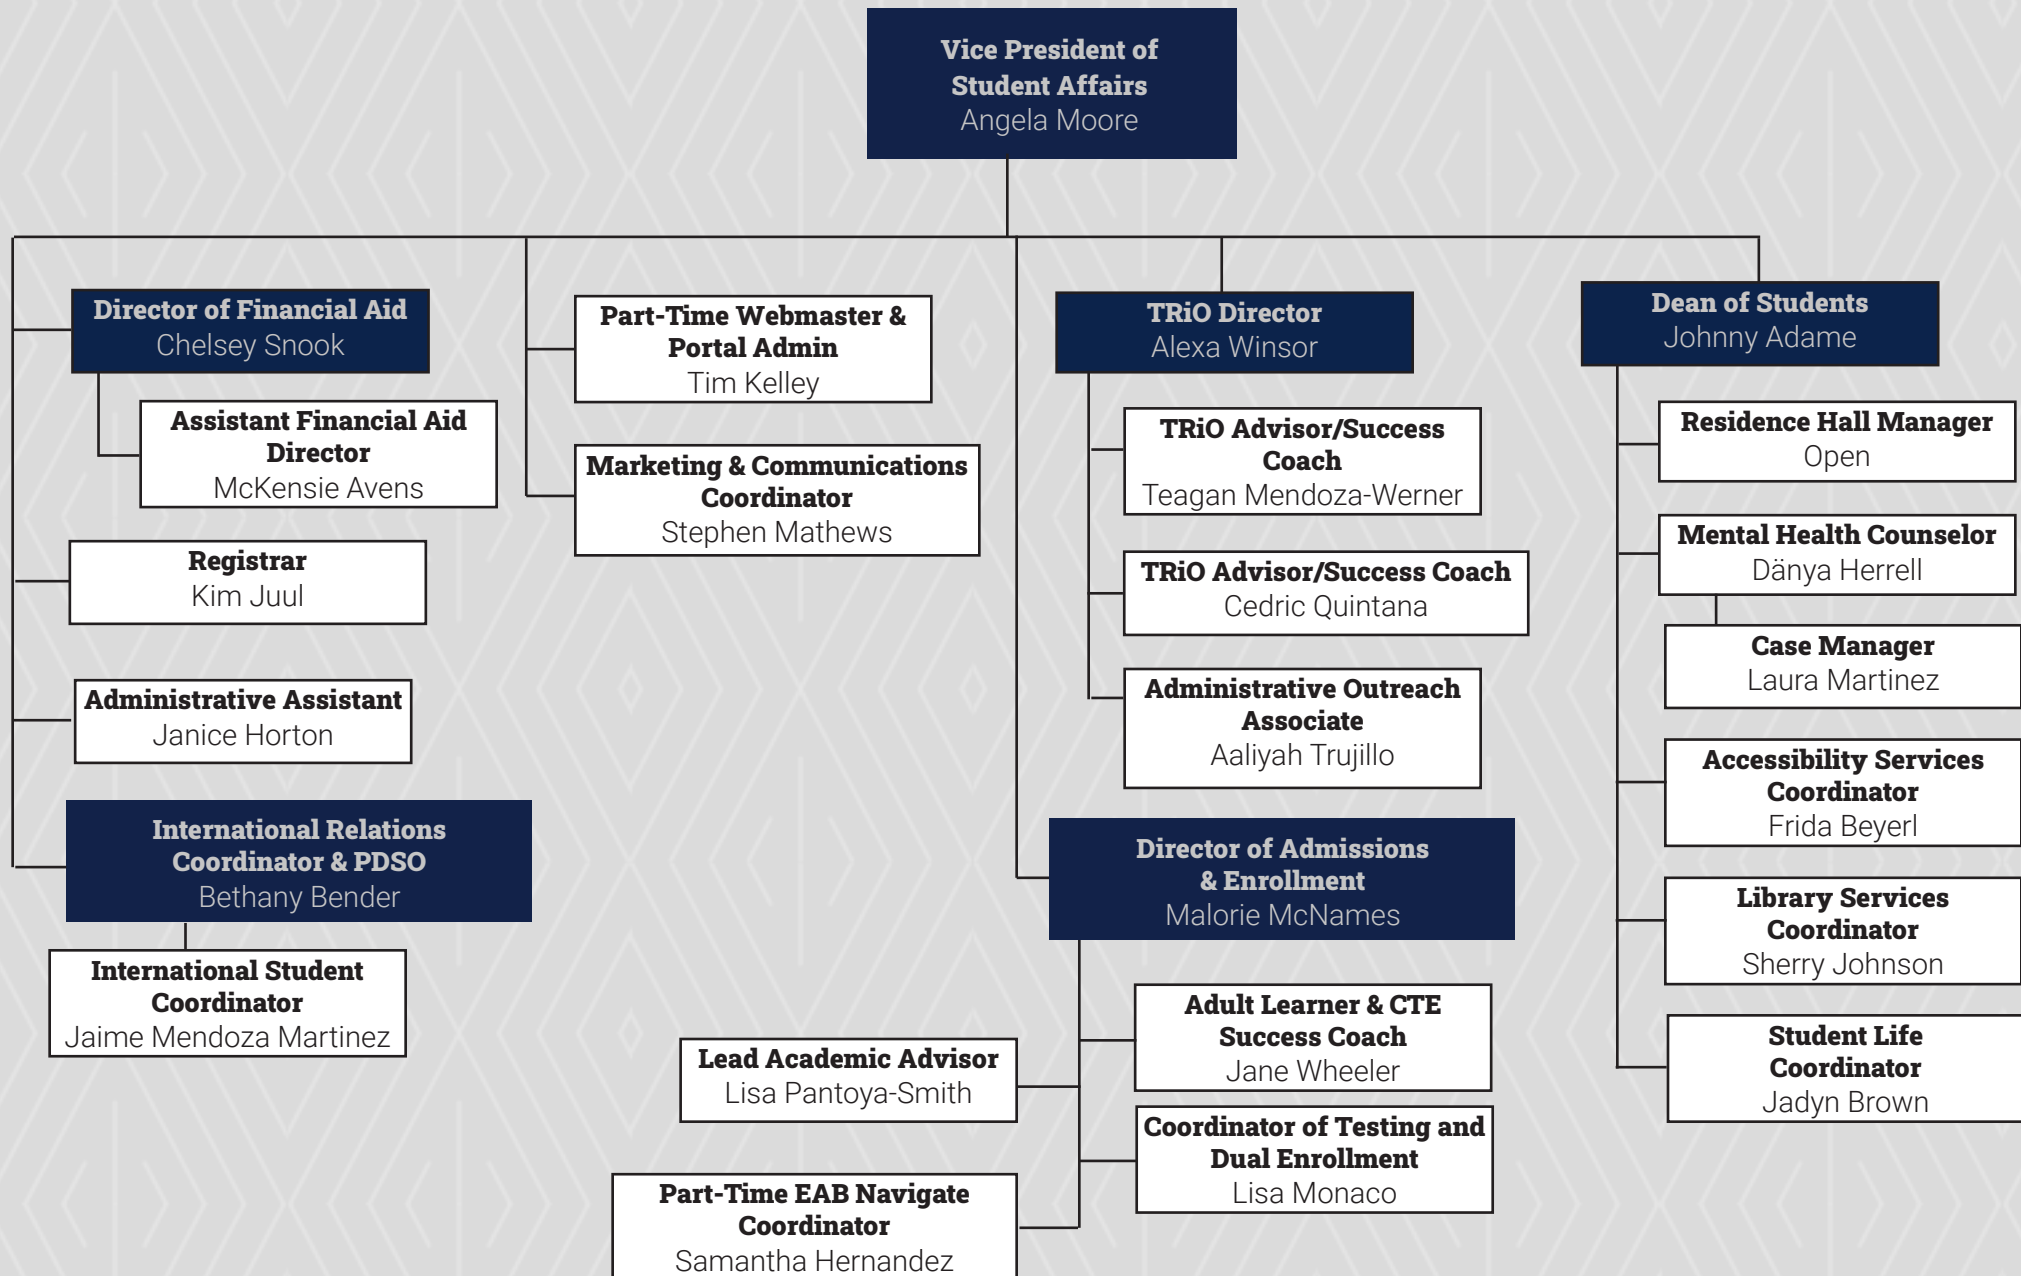 Vice President of
Student Affairs
Angela Moore
Director of Financial Aid
Chelsey Snook
Assistant Financial Aid
Director
McKensie Avens
Registrar
Kim Juul
Administrative Assistant
Janice Horton
International Relations
Coordinator & PDSO
Bethany Bender
International Student
Coordinator
Jaime Mendoza Martinez
Part-Time Webmaster &
Portal Admin
Tim Kelley
Marketing & Communications
Coordinator
Stephen Mathews
TRiO Director
Alexa Winsor
TRiO Advisor/Success
Coach
Teagan Mendoza-Werner
TRiO Advisor/Success Coach
Cedric Quintana
Administrative Outreach
Associate
Aaliyah Trujillo
Director of Admissions
& Enrollment
Malorie McNames
Adult Learner & CTE
Success Coach
Jane Wheeler
Lead Academic Advisor
Lisa Pantoya-Smith
Coordinator of Testing and
Dual Enrollment
Lisa Monaco
Part-Time EAB Navigate
Coordinator
Samantha Hernandez
Dean of Students
Johnny Adame
Residence Hall Manager
Open
Mental Health Counselor
Dänya Herrell
Case Manager
Laura Martinez
Accessibility Services
Coordinator
Frida Beyerl
Library Services
Coordinator
Sherry Johnson
Student Life
Coordinator
Jadyn Brown